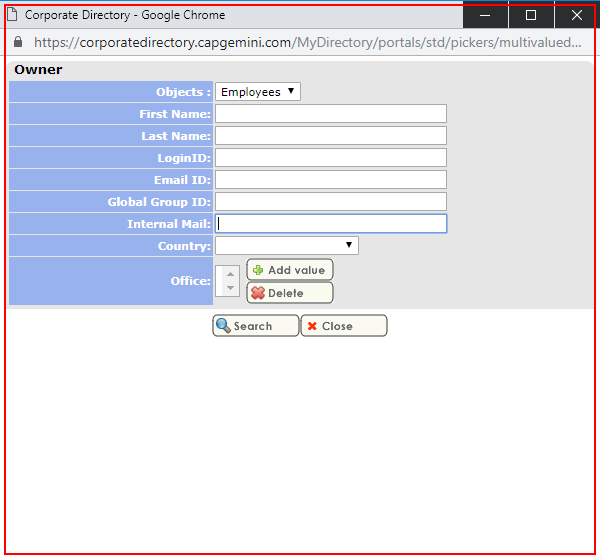 Corporate Directory - Google Chrome
https://corporatedirectory.capgemini.com/MyDirectory/portals/std/pickers/multivalued...
Owner
Objects : Employees
First Name:
Last Name:
LoginID:
Email ID:
Global Group ID:
Internal Mail:
Country:
Office: Add value
Delete
Search Close